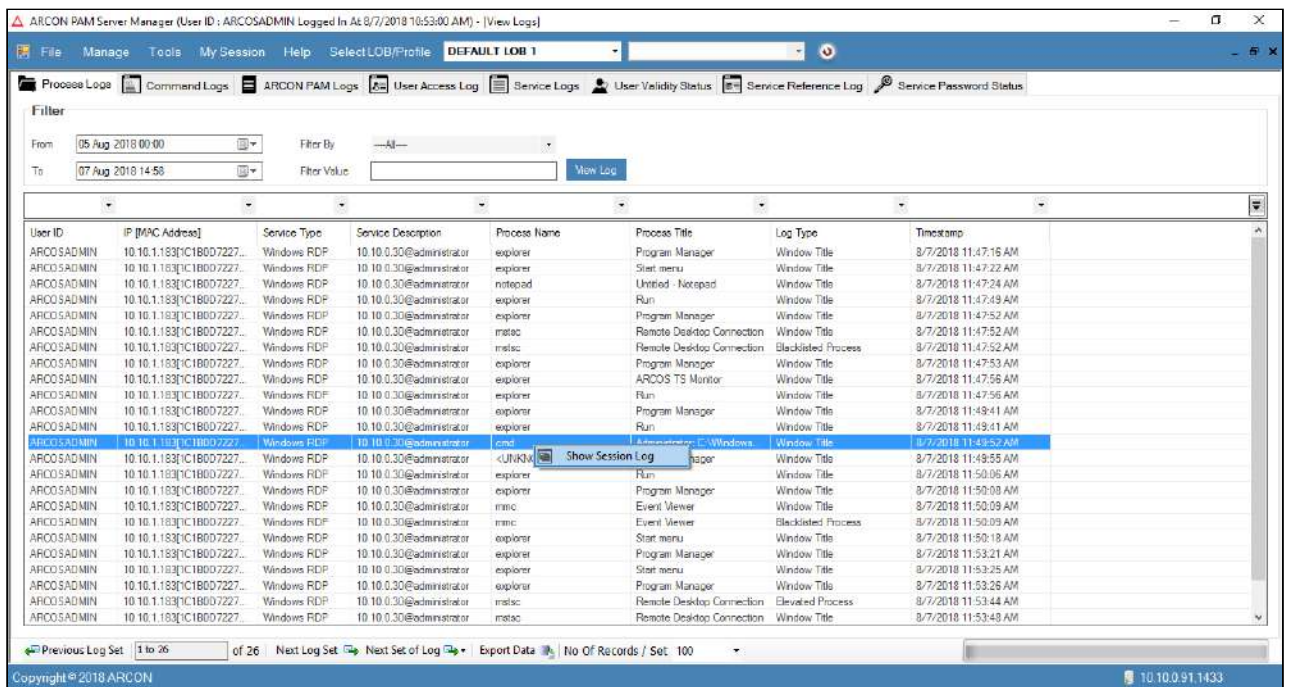 ARCON PAM Server Manager (User ID : ARCOSADMIN Logged In At 8/7/2018 10:53:00 AM) - [View Logs]
File Manage Tools My Session Help Select LOB/Profile DEFAULT LOB 1
Process Logs Command Logs ARCON PAM Logs User Access Log Service Logs User Validity Status Service Reference Log Service Password Status
Filter
From 05 Aug 2018 00:00 Filter By ----All----
To 07 Aug 2018 14:58 Filter Value View Log
User ID IP [MAC Address] Service Type Service Description Process Name Process Title Log Type Timestamp
ARCOSADMIN 10.10.1.183[1C1B0D7227... Windows RDP 10.10.0.30@administrator explorer Program Manager Window Title 8/7/2018 11:47:16 AM
ARCOSADMIN 10.10.1.183[1C1B0D7227... Windows RDP 10.10.0.30@administrator explorer Start menu Window Title 8/7/2018 11:47:22 AM
ARCOSADMIN 10.10.1.183[1C1B0D7227... Windows RDP 10.10.0.30@administrator notepad Untitled - Notepad Window Title 8/7/2018 11:47:24 AM
ARCOSADMIN 10.10.1.183[1C1B0D7227... Windows RDP 10.10.0.30@administrator explorer Run Window Title 8/7/2018 11:47:49 AM
ARCOSADMIN 10.10.1.183[1C1B0D7227... Windows RDP 10.10.0.30@administrator explorer Program Manager Window Title 8/7/2018 11:47:52 AM
ARCOSADMIN 10.10.1.183[1C1B0D7227... Windows RDP 10.10.0.30@administrator mstsc Remote Desktop Connection Window Title 8/7/2018 11:47:52 AM
ARCOSADMIN 10.10.1.183[1C1B0D7227... Windows RDP 10.10.0.30@administrator mstsc Remote Desktop Connection Blacklisted Process 8/7/2018 11:47:52 AM
ARCOSADMIN 10.10.1.183[1C1B0D7227... Windows RDP 10.10.0.30@administrator explorer Program Manager Window Title 8/7/2018 11:47:53 AM
ARCOSADMIN 10.10.1.183[1C1B0D7227... Windows RDP 10.10.0.30@administrator explorer ARCOS TS Monitor Window Title 8/7/2018 11:47:56 AM
ARCOSADMIN 10.10.1.183[1C1B0D7227... Windows RDP 10.10.0.30@administrator explorer Run Window Title 8/7/2018 11:47:56 AM
ARCOSADMIN 10.10.1.183[1C1B0D7227... Windows RDP 10.10.0.30@administrator explorer Program Manager Window Title 8/7/2018 11:49:41 AM
ARCOSADMIN 10.10.1.183[1C1B0D7227... Windows RDP 10.10.0.30@administrator explorer Run Window Title 8/7/2018 11:49:41 AM
ARCOSADMIN 10.10.1.183[1C1B0D7227... Windows RDP 10.10.0.30@administrator cmd Administrator: C:\Windows... Window Title 8/7/2018 11:49:52 AM
ARCOSADMIN 10.10.1.183[1C1B0D7227... Windows RDP 10.10.0.30@administrator <UNKNO Show Session Log nager Window Title 8/7/2018 11:49:55 AM
ARCOSADMIN 10.10.1.183[1C1B0D7227... Windows RDP 10.10.0.30@administrator explorer Run Window Title 8/7/2018 11:50:06 AM
ARCOSADMIN 10.10.1.183[1C1B0D7227... Windows RDP 10.10.0.30@administrator explorer Program Manager Window Title 8/7/2018 11:50:08 AM
ARCOSADMIN 10.10.1.183[1C1B0D7227... Windows RDP 10.10.0.30@administrator mmc Event Viewer Window Title 8/7/2018 11:50:09 AM
ARCOSADMIN 10.10.1.183[1C1B0D7227... Windows RDP 10.10.0.30@administrator mmc Event Viewer Blacklisted Process 8/7/2018 11:50:09 AM
ARCOSADMIN 10.10.1.183[1C1B0D7227... Windows RDP 10.10.0.30@administrator explorer Start menu Window Title 8/7/2018 11:50:18 AM
ARCOSADMIN 10.10.1.183[1C1B0D7227... Windows RDP 10.10.0.30@administrator explorer Program Manager Window Title 8/7/2018 11:53:21 AM
ARCOSADMIN 10.10.1.183[1C1B0D7227... Windows RDP 10.10.0.30@administrator explorer Start menu Window Title 8/7/2018 11:53:25 AM
ARCOSADMIN 10.10.1.183[1C1B0D7227... Windows RDP 10.10.0.30@administrator explorer Program Manager Window Title 8/7/2018 11:53:26 AM
ARCOSADMIN 10.10.1.183[1C1B0D7227... Windows RDP 10.10.0.30@administrator mstsc Remote Desktop Connection Elevated Process 8/7/2018 11:53:44 AM
ARCOSADMIN 10.10.1.183[1C1B0D7227... Windows RDP 10.10.0.30@administrator mstsc Remote Desktop Connection Window Title 8/7/2018 11:53:48 AM
Previous Log Set 1 to 26 of 26 Next Log Set Next Set of Log Export Data No Of Records / Set 100
Copyright © 2018 ARCON 10.10.0.91,1433